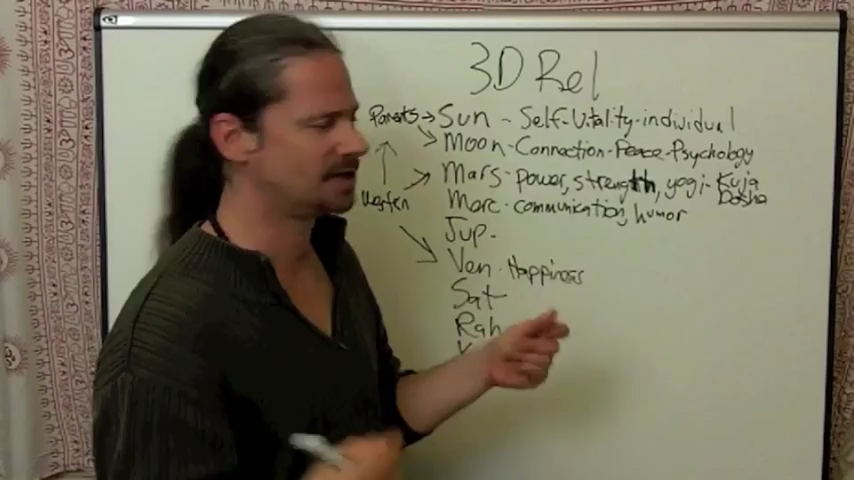 3D Rel
Parents → Sun - Self-Vitality-individual
Moon-Connection-Peace-Psychology
Mars-Power, strength, yogi-Kuja Dosha
Western
Merc-communication, humor
Jup-
Ven-Happiness
Sat
Rah